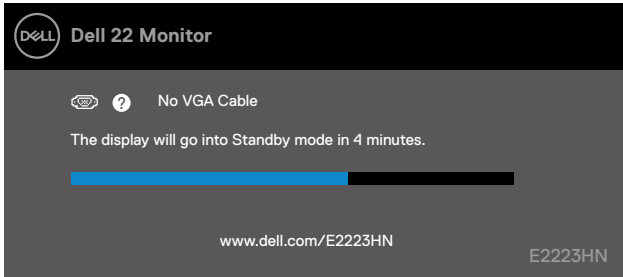 DELL Dell 22 Monitor
? No VGA Cable
The display will go into Standby mode in 4 minutes.
www.dell.com/E2223HN
E2223HN